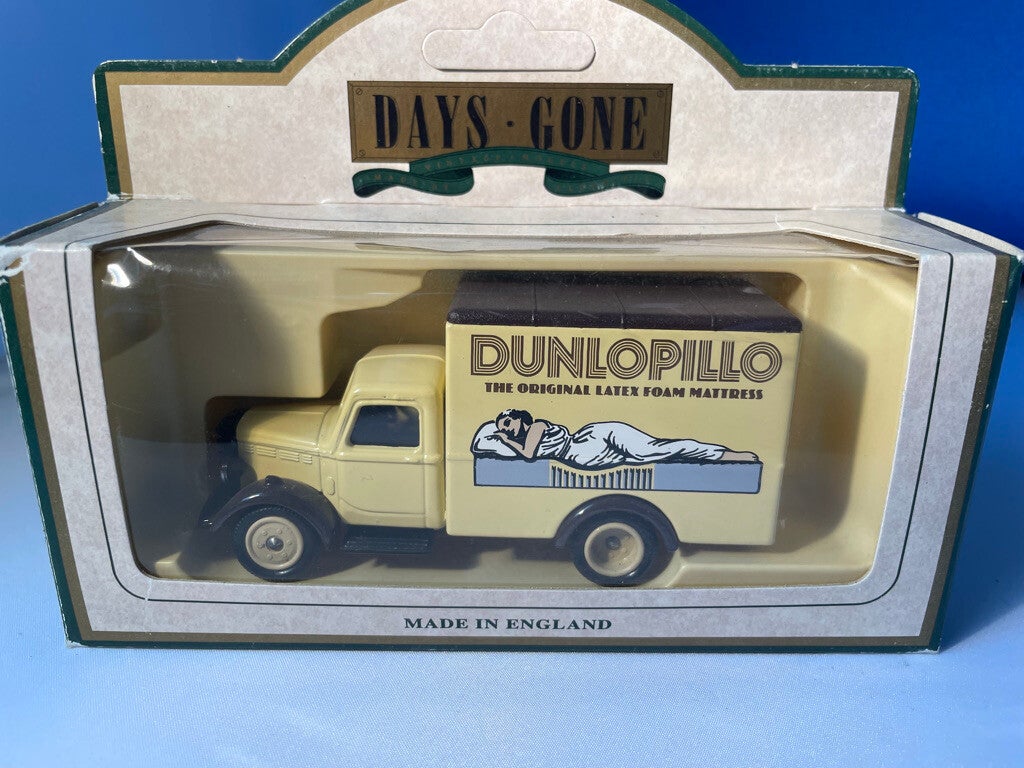 DAYS · GONE
DUNLOPILLO
THE ORIGINAL LATEX FOAM MATTRESS
MADE IN ENGLAND